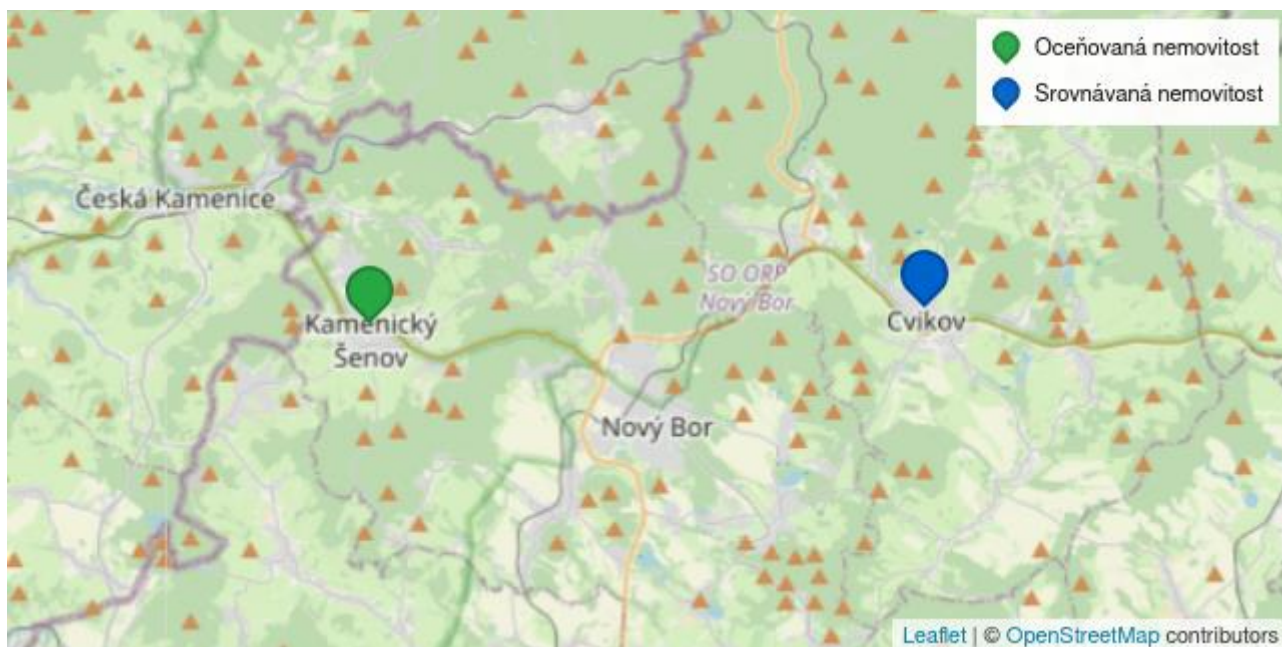 Oceňovaná nemovitost
Srovnávaná nemovitost
Česká Kamenice
SO ORP
Nový Bor
Kamenický
Šenov
Cvikov
Nový Bor
Leaflet | © OpenStreetMap contributors